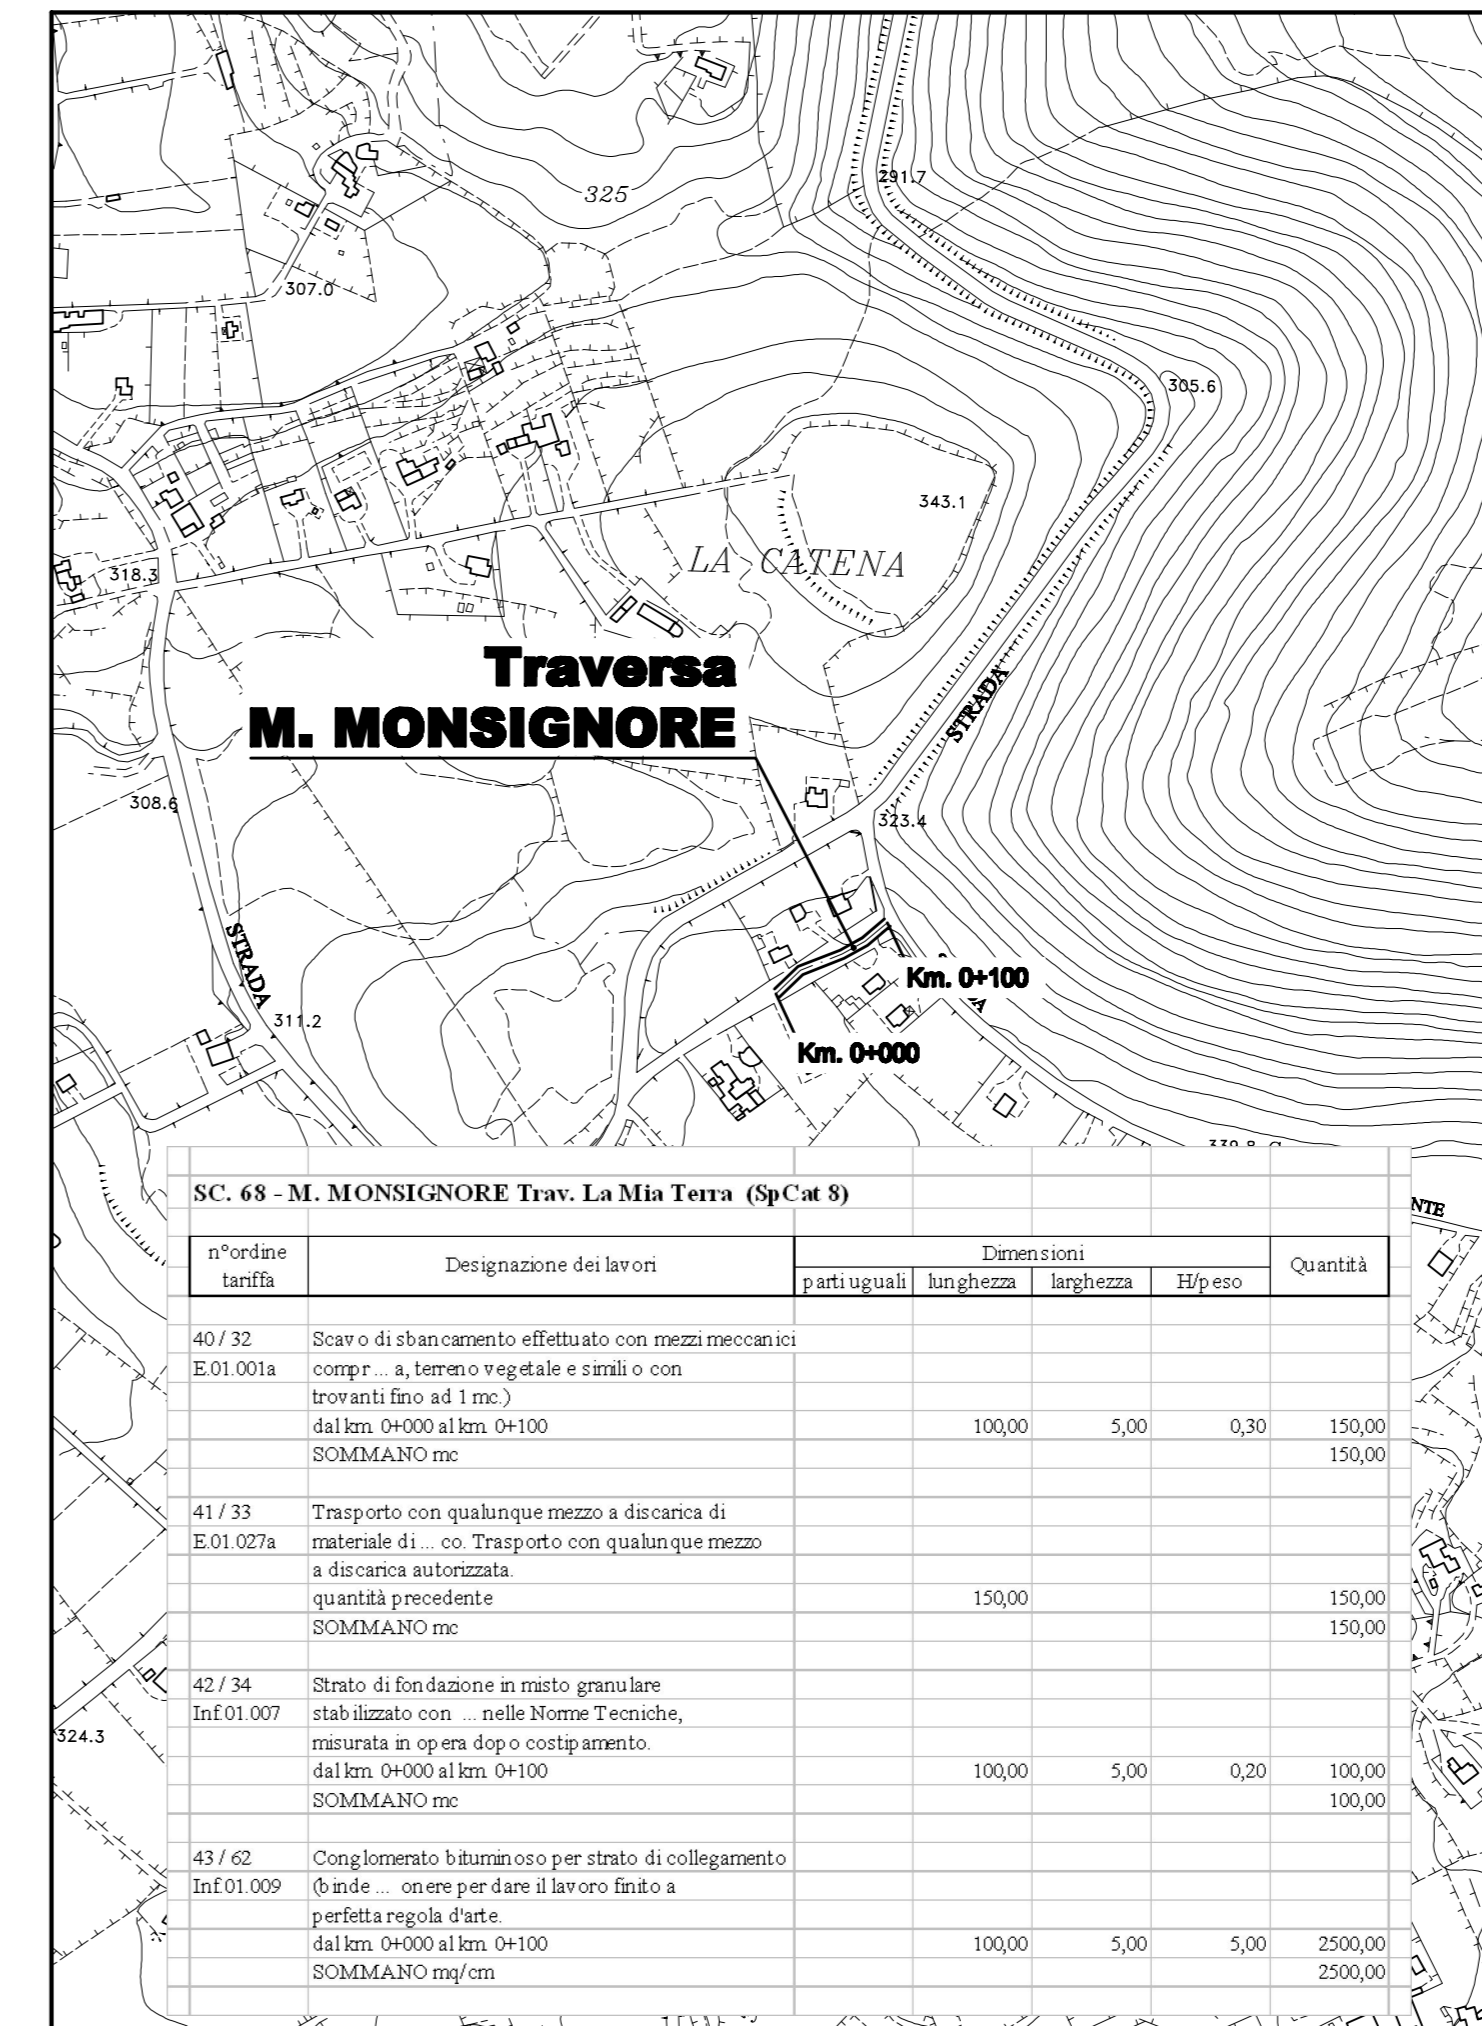 325
291.7
307.0
305.6
343.1
LA CATENA
318.3
Traversa
M. MONSIGNORE
STRADA
308.6
323.4
STRADA
Km. 0+100
311.2
Km. 0+000
SC. 68 - M. MONSIGNORE Trav. La Mia Terra (SpCat 8)
NTE
n°ordine tariffa Designazione dei lavori Dimensioni Quantità
parti uguali lunghezza larghezza H/peso
40 / 32 Scavo di sbancamento effettuato con mezzi meccanici
E.01.001a compr ... a, terreno vegetale e simili o con
trovanti fino ad 1 mc.)
dal km 0+000 al km 0+100 100,00 5,00 0,30 150,00
SOMMANO mc 150,00
41 / 33 Trasporto con qualunque mezzo a discarica di
E.01.027a materiale di ... co. Trasporto con qualunque mezzo
a discarica autorizzata.
quantità precedente 150,00 150,00
SOMMANO mc 150,00
42 / 34 Strato di fondazione in misto granulare
Inf.01.007 stabilizzato con ... nelle Norme Tecniche,
324.3
misurata in opera dopo costipamento.
dal km 0+000 al km 0+100 100,00 5,00 0,20 100,00
SOMMANO mc 100,00
43 / 62 Conglomerato bituminoso per strato di collegamento
Inf.01.009 (binde ... onere per dare il lavoro finito a
perfetta regola d'arte.
dal km 0+000 al km 0+100 100,00 5,00 5,00 2500,00
SOMMANO mq/cm 2500,00